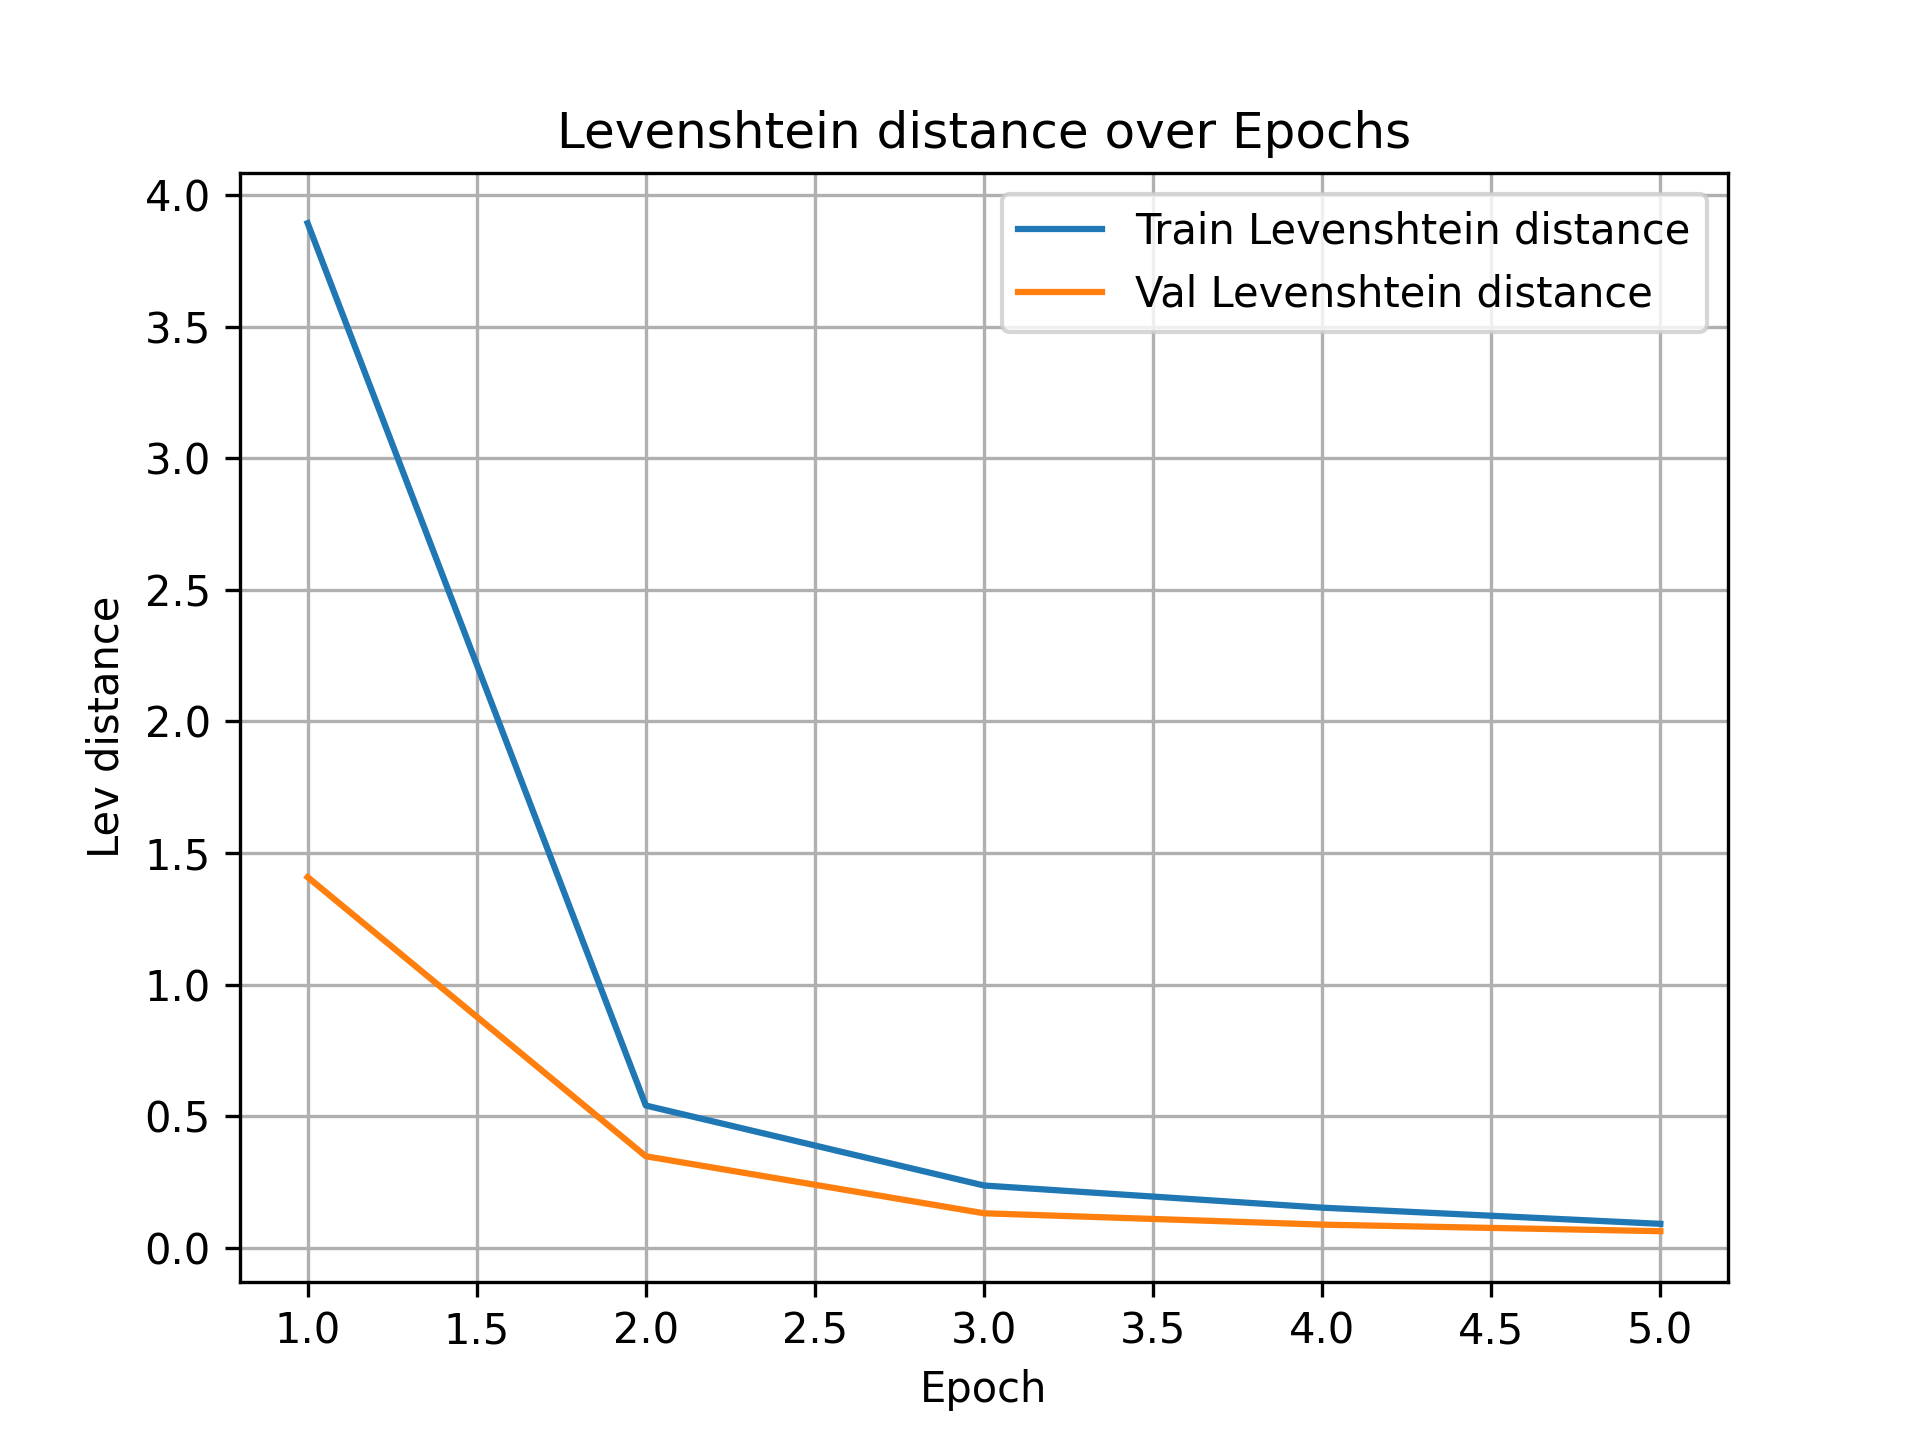 Levenshtein distance over Epochs
Train Levenshtein distance
Val Levenshtein distance
Lev distance
4.0
3.5
3.0
2.5
2.0
1.5
1.0
0.5
0.0
1.0 1.5 2.0 2.5 3.0 3.5 4.0 4.5 5.0
Epoch